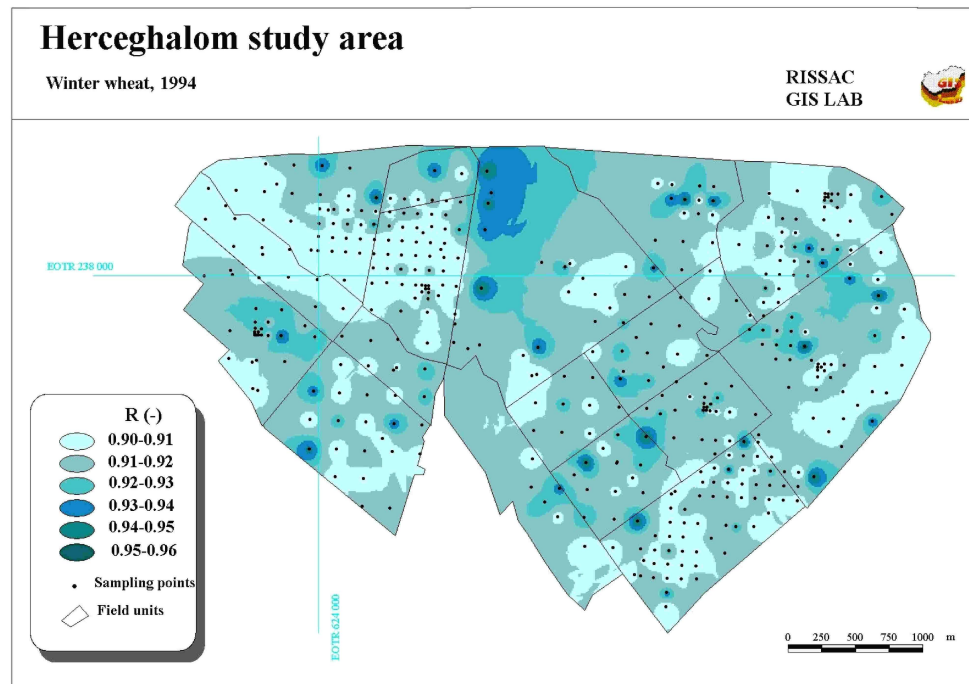 Herceghalom study area
Winter wheat, 1994
RISSAC
GIS LAB
GIS
EOTR 238 000
EOTR 624 000
R (-)
0.90-0.91
0.91-0.92
0.92-0.93
0.93-0.94
0.94-0.95
0.95-0.96
Sampling points
Field units
0 250 500 750 1000 m